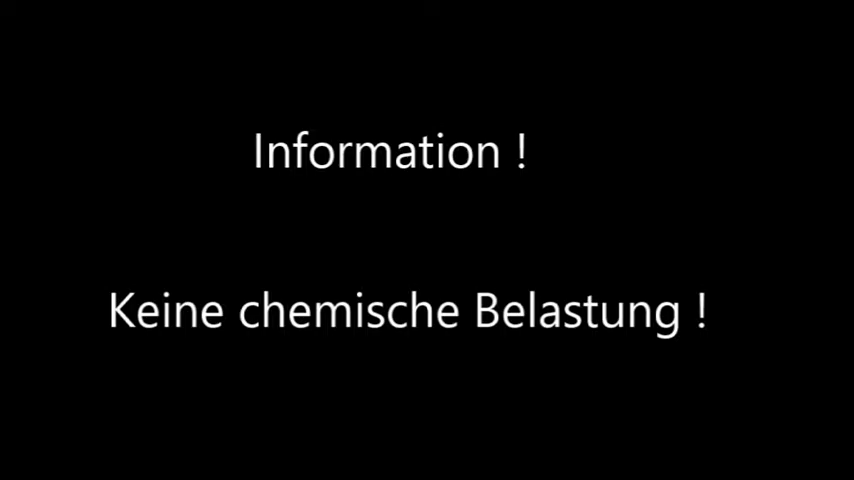 Information !
Keine chemische Belastung !